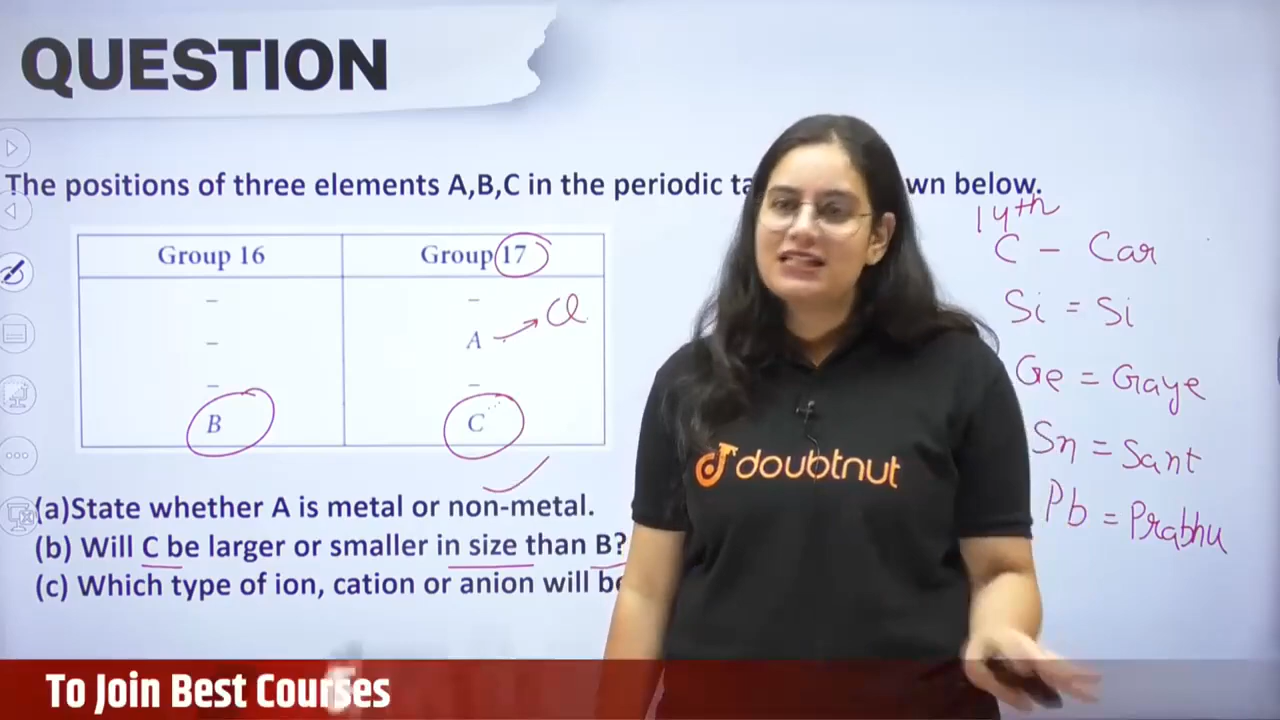 QUESTION
The positions of three elements A,B,C in the periodic ta wn below.
Group 16 Group 17
– –
– A → Cl
– –
B C
(a)State whether A is metal or non-metal.
(b) Will C be larger or smaller in size than B?
(c) Which type of ion, cation or anion will be
14th
C – Car
Si = Si
Ge = Gaye
Sn = Sant
Pb = Prabhu
doubtnut
To Join Best Courses